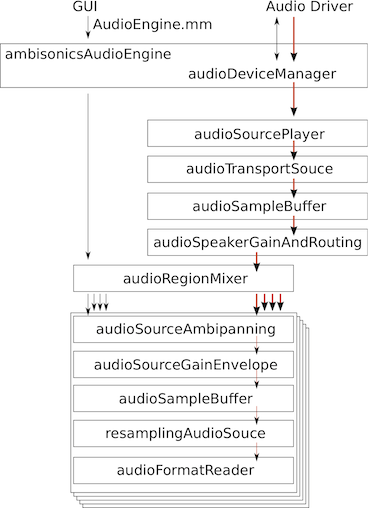 GUI
Audio Driver
AudioEngine.mm
ambisonicsAudioEngine
audioDeviceManager
audioSourcePlayer
audioTransportSouce
audioSampleBuffer
audioSpeakerGainAndRouting
audioRegionMixer
audioSourceAmbipanning
audioSourceGainEnvelope
audioSampleBuffer
resamplingAudioSouce
audioFormatReader